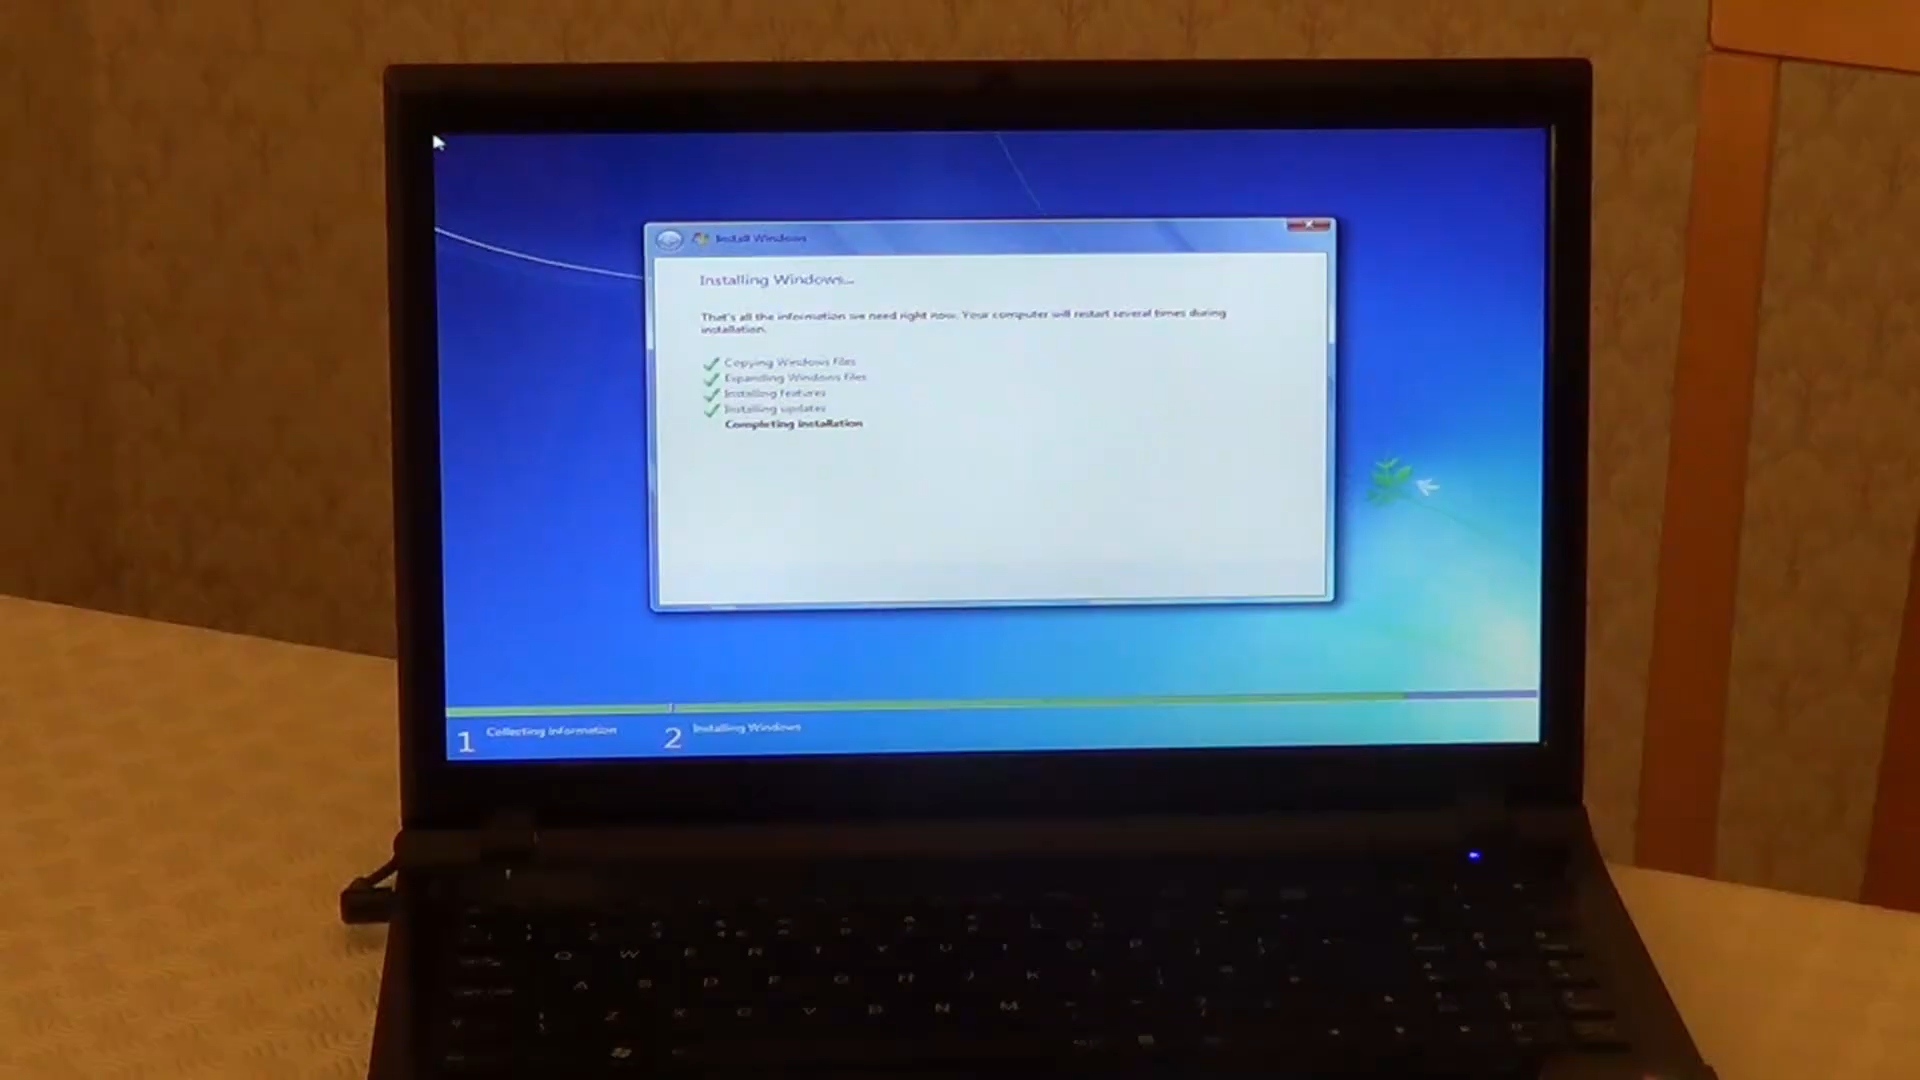 Install Windows
Installing Windows...
That's all the information we need right now. Your computer will restart several times during
installation.
Copying Windows files
Expanding Windows files
Installing features
Installing updates
Completing installation
1 Collecting information
2 Installing Windows
Q W E R T Y U I O P
A S D F G H J K L
Z X C V B N M